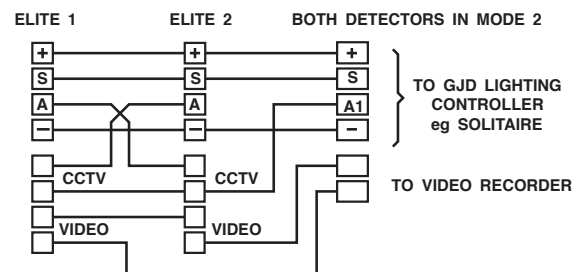 ELITE 1 ELITE 2 BOTH DETECTORS IN MODE 2
+ + +
S S S
A A A1
− − −
TO GJD LIGHTING
CONTROLLER
eg SOLITAIRE
CCTV CCTV
TO VIDEO RECORDER
VIDEO VIDEO